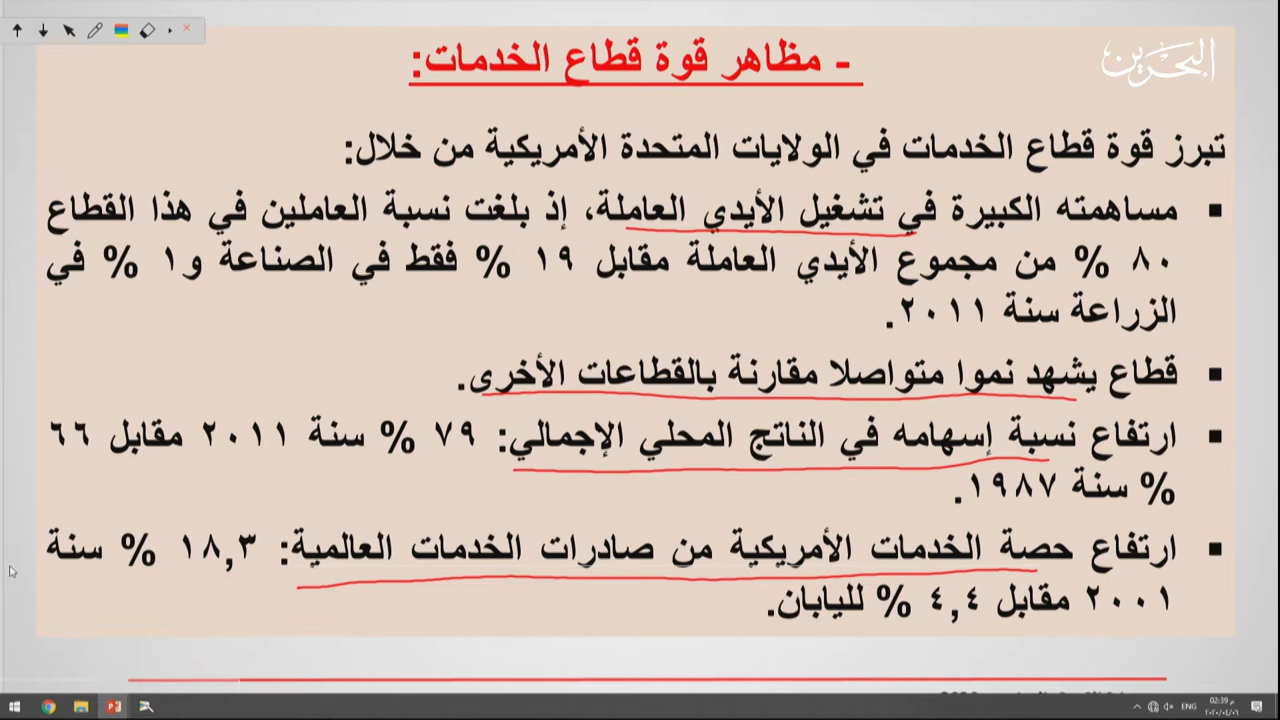 البحرين
- مظاهر قوة قطاع الخدمات:
تبرز قوة قطاع الخدمات في الولايات المتحدة الأمريكية من خلال:
▪ مساهمته الكبيرة في تشغيل الأيدي العاملة، إذ بلغت نسبة العاملين في هذا القطاع
٨٠ % من مجموع الأيدي العاملة مقابل ١٩ % فقط في الصناعة و١ % في
الزراعة سنة ٢٠١١.
▪ قطاع يشهد نموا متواصلا مقارنة بالقطاعات الأخرى.
▪ ارتفاع نسبة إسهامه في الناتج المحلي الإجمالي: ٧٩ % سنة ٢٠١١ مقابل ٦٦
% سنة ١٩٨٧.
▪ ارتفاع حصة الخدمات الأمريكية من صادرات الخدمات العالمية: ١٨,٣ % سنة
٢٠٠١ مقابل ٤,٤ % لليابان.
ENG
02:39 م